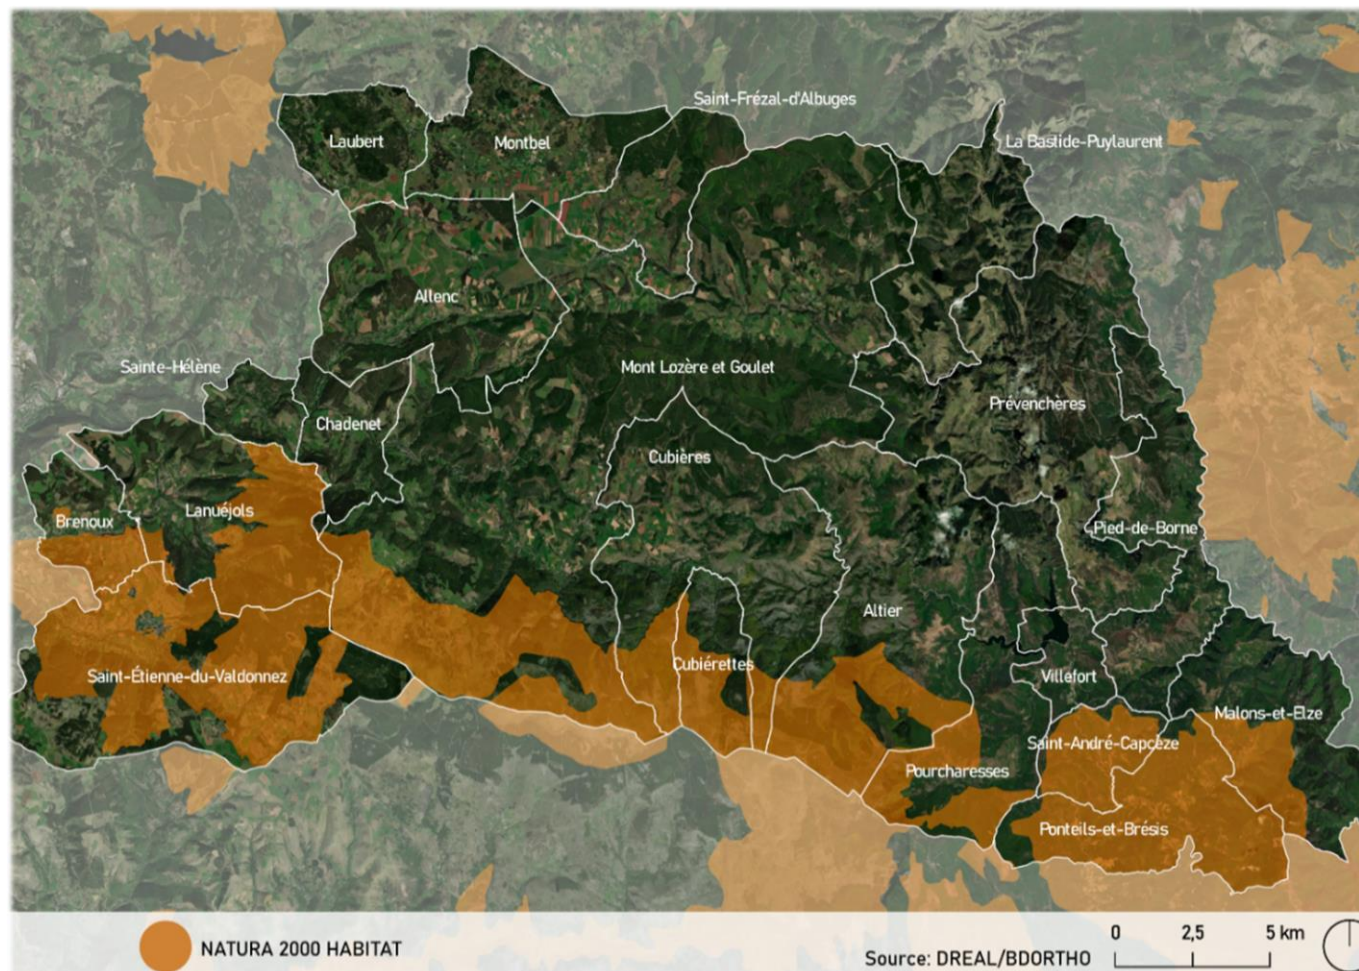 Saint-Frézal-d'Albuges
Laubert
Montbel
La Bastide-Puylaurent
Allenc
Sainte-Hélène
Mont Lozère et Goulet
Chadenet
Prévenchères
Cubières
Brenoux
Lanuéjols
Pied-de-Borne
Altier
Cubiérettes
Saint-Étienne-du-Valdonnez
Villefort
Malons-et-Elze
Saint-André-Capcèze
Pourcharesses
Ponteils-et-Brésis
NATURA 2000 HABITAT
0 2,5 5 km
Source: DREAL/BDORTHO